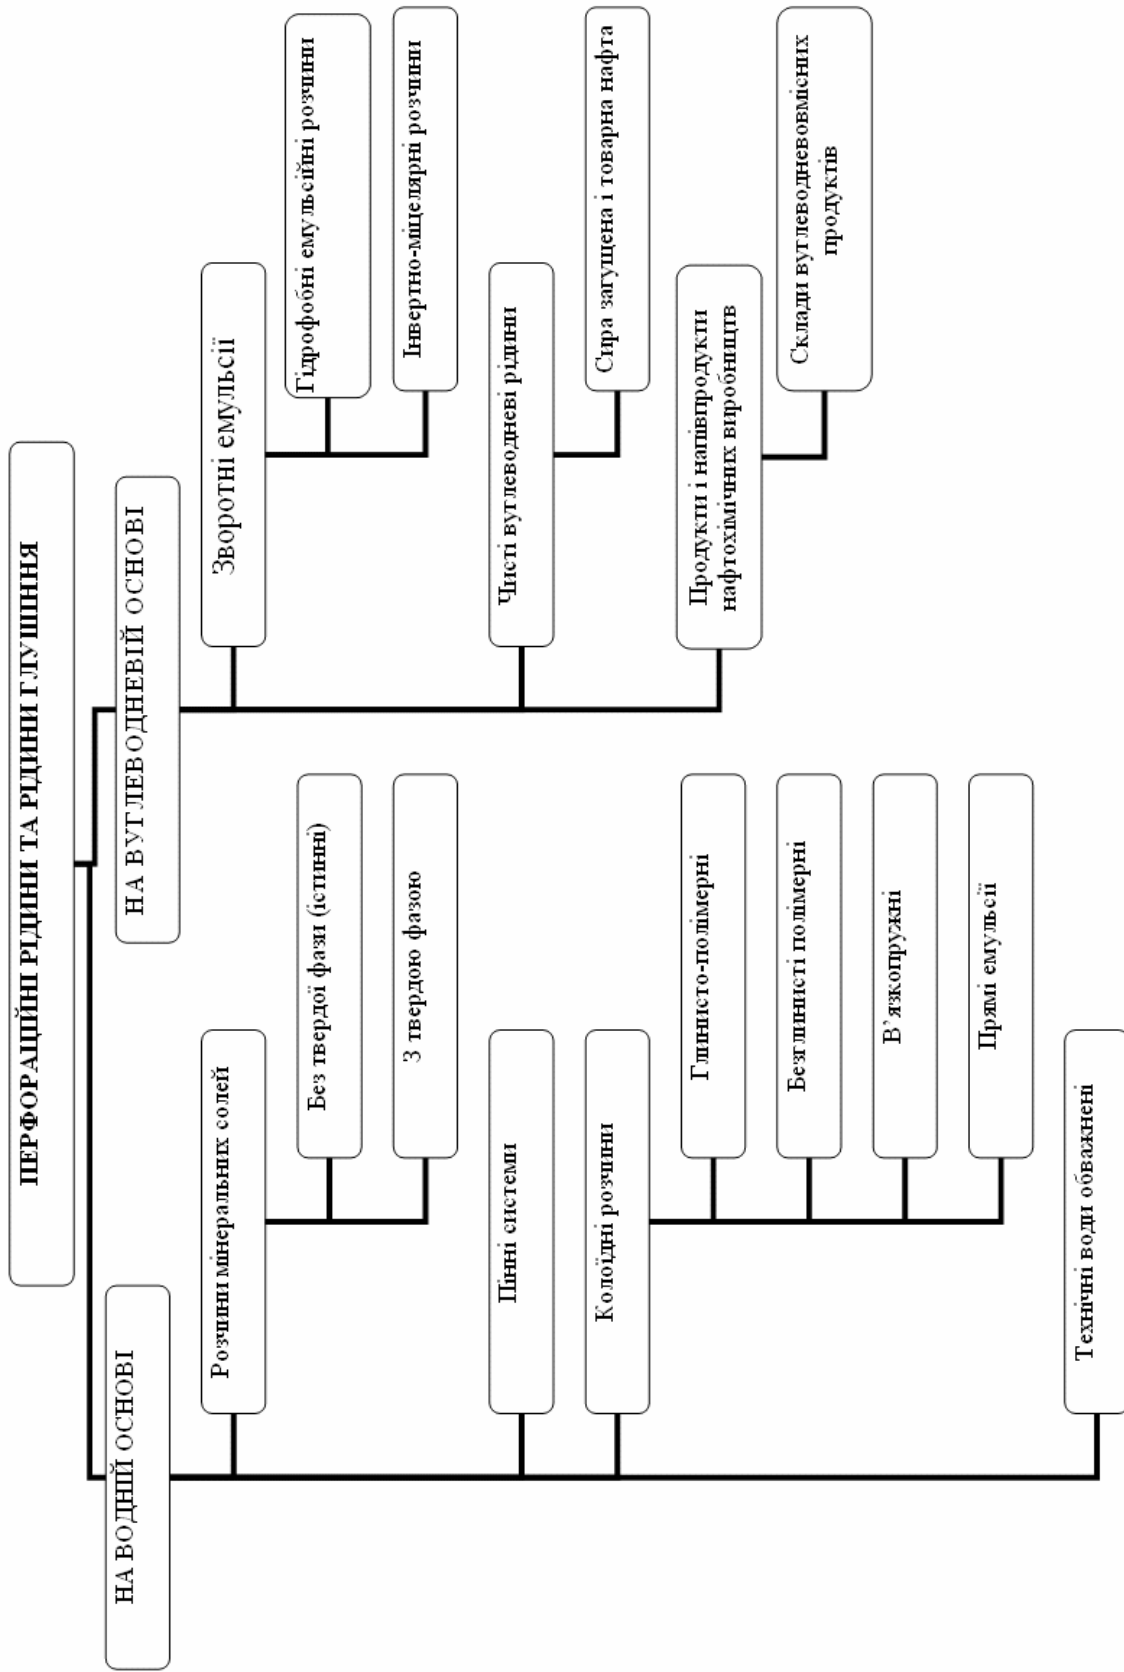 ПЕРФОРАЦІЙНІ РІДИНИ ТА РІДИНИ ГЛУШІННЯ
НА ВОДНІЙ ОСНОВІ
Розчини мінеральних солей
Без твердої фази (істинні)
З твердою фазою
Пінні системи
Колоїдні розчини
Глинисто-полімерні
Безглинисті полімерні
В’язкопружні
Прямі емульсії
Технічні води обважнені
НА ВУГЛЕВОДНЕВІЙ ОСНОВІ
Зворотні емульсії
Гідрофобні емульсійні розчини
Інвертно-міцелярні розчини
Чисті вуглеводневі рідини
Сира загущена і товарна нафта
Продукти і напівпродукти
нафтохімічних виробництв
Склади вуглеводневовмісних
продуктів